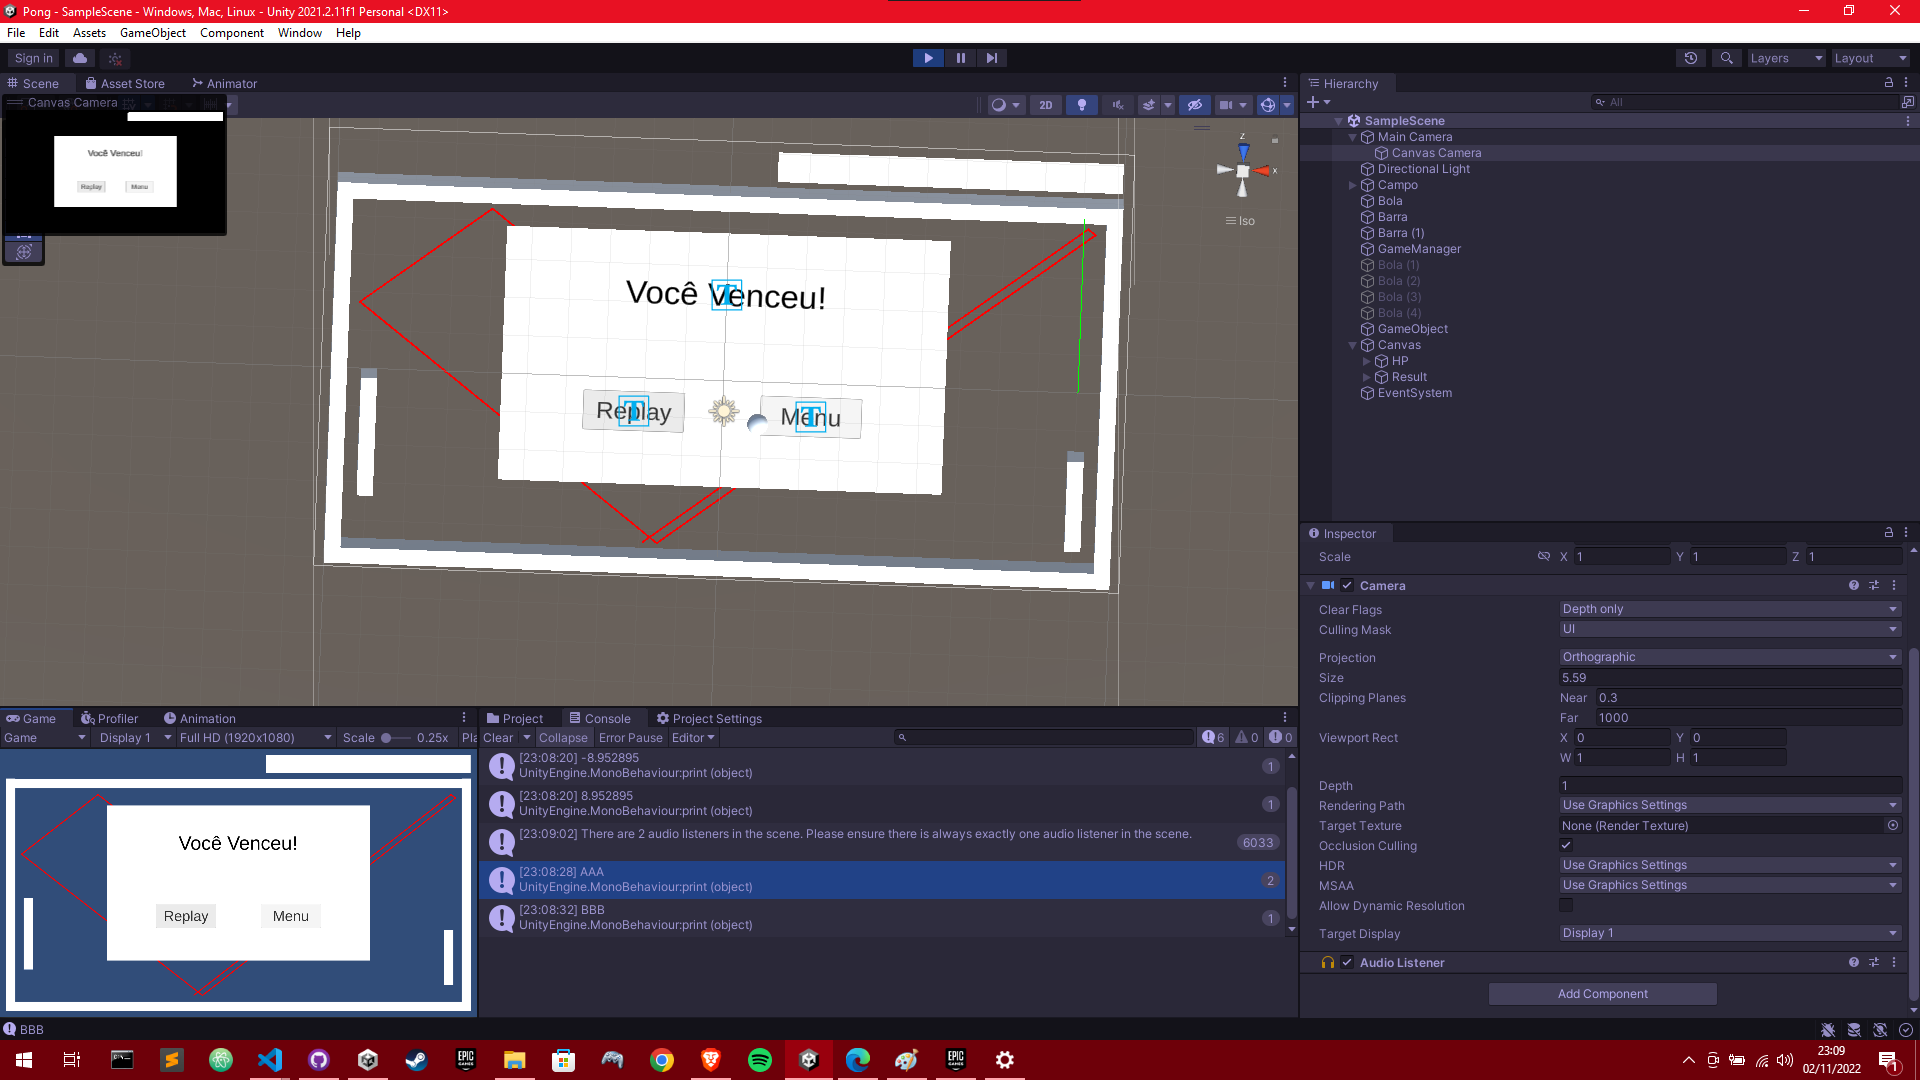 Pong - SampleScene - Windows, Mac, Linux - Unity 2021.2.11f1 Personal <DX11>
File Edit Assets GameObject Component Window Help
Sign in
Layers
Layout
Scene Asset Store Animator
Canvas Camera
2D
Você Venceu!
Replay Menu
Z
X
Iso
Você Venceu!
Replay Menu
Hierarchy
All
SampleScene
Main Camera
Canvas Camera
Directional Light
Campo
Bola
Barra
Barra (1)
GameManager
Bola (1)
Bola (2)
Bola (3)
Bola (4)
GameObject
Canvas
HP
Result
EventSystem
Inspector
Scale X 1 Y 1 Z 1
Camera
Clear Flags Depth only
Culling Mask UI
Projection Orthographic
Size 5.59
Clipping Planes Near 0.3
Far 1000
Viewport Rect X 0 Y 0
W 1 H 1
Depth 1
Rendering Path Use Graphics Settings
Target Texture None (Render Texture)
Occlusion Culling
HDR Use Graphics Settings
MSAA Use Graphics Settings
Allow Dynamic Resolution
Target Display Display 1
Audio Listener
Add Component
Game Profiler Animation
Game Display 1 Full HD (1920x1080) Scale 0.25x Pla
Você Venceu!
Replay Menu
Project Console Project Settings
Clear Collapse Error Pause Editor 6 0 0
[23:08:20] -8.952895
UnityEngine.MonoBehaviour:print (object) 1
[23:08:20] 8.952895
UnityEngine.MonoBehaviour:print (object) 1
[23:09:02] There are 2 audio listeners in the scene. Please ensure there is always exactly one audio listener in the scene. 6033
[23:08:28] AAA
UnityEngine.MonoBehaviour:print (object) 2
[23:08:32] BBB
UnityEngine.MonoBehaviour:print (object) 1
BBB
EPIC GAMES
EPIC GAMES
23:09
02/11/2022
1